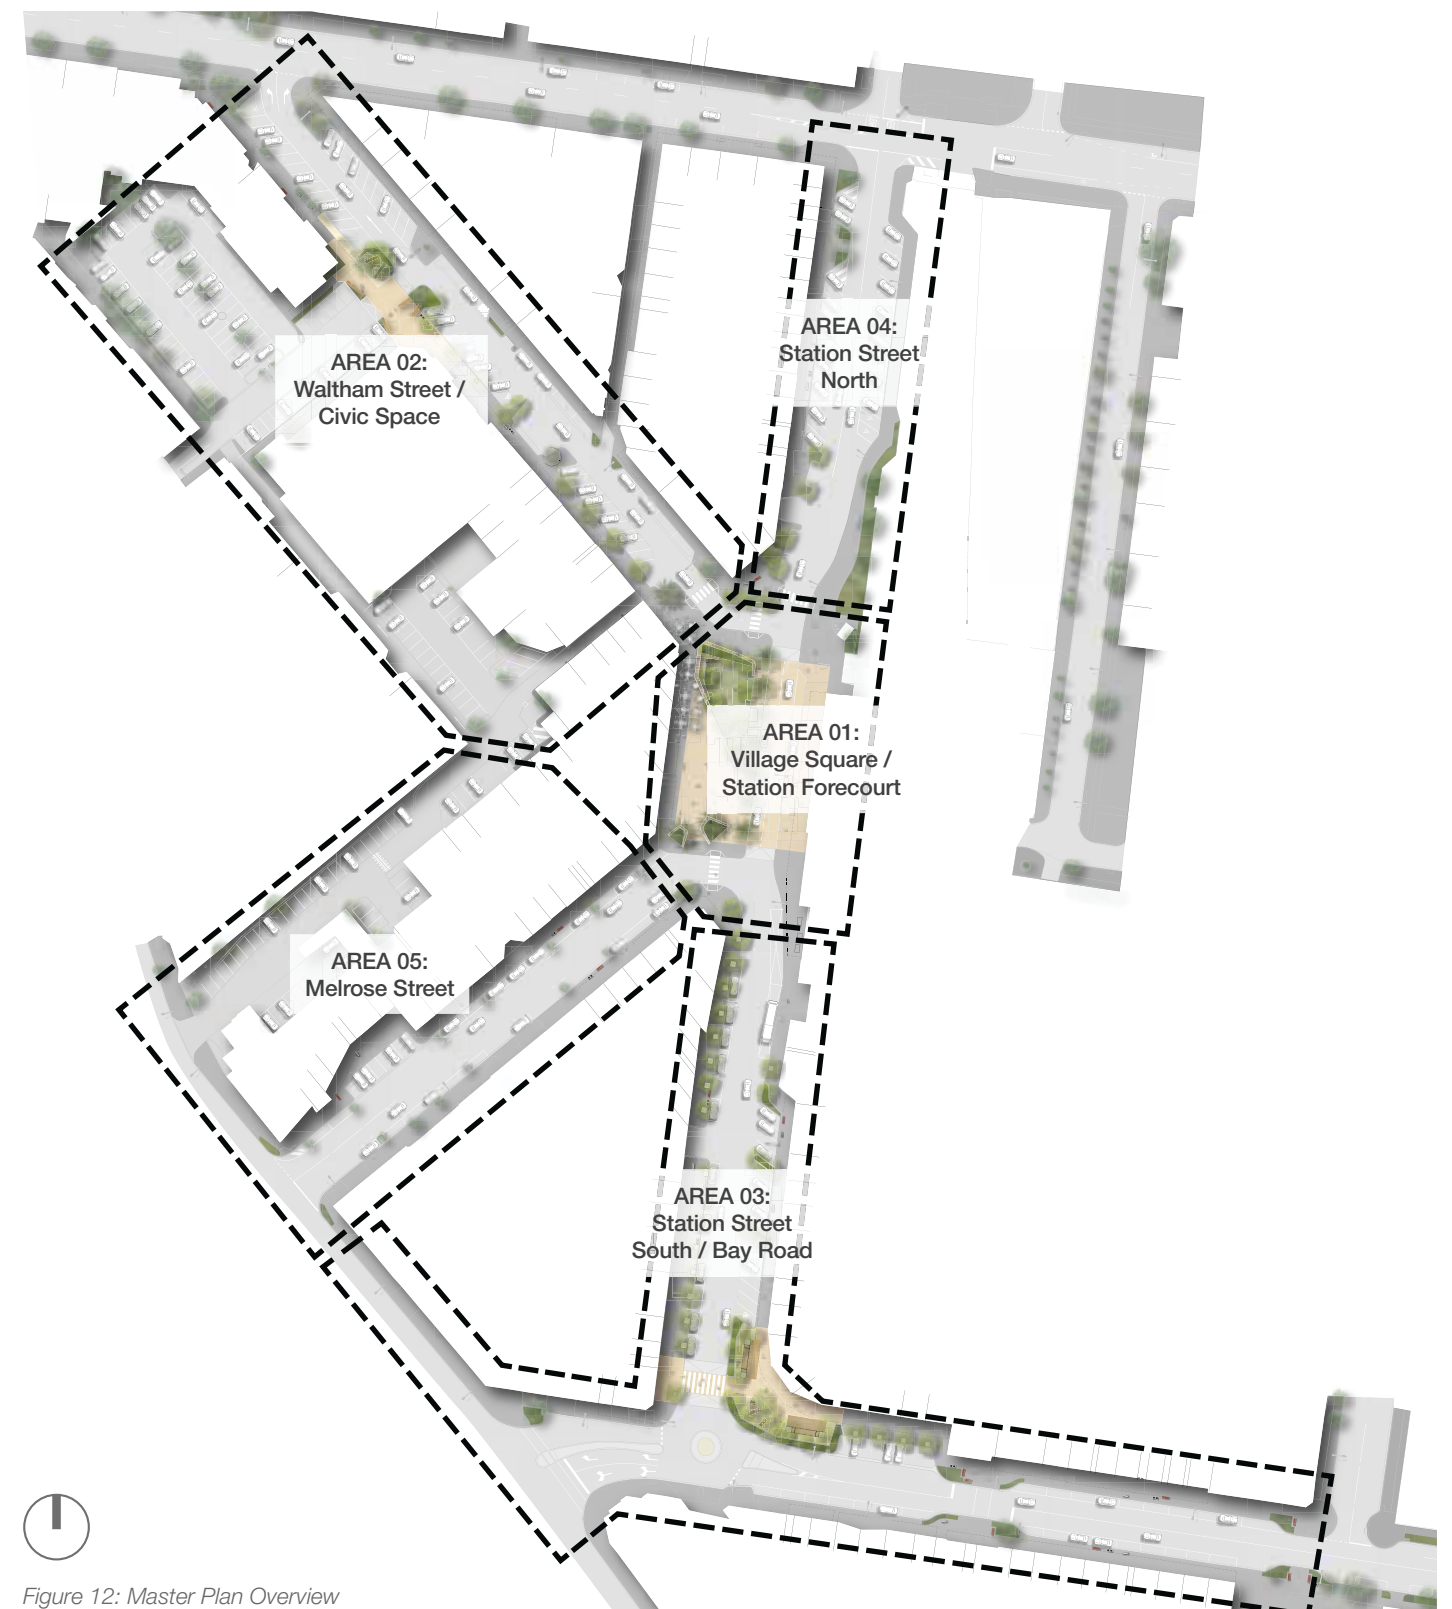 AREA 04:
Station Street
North
AREA 02:
Waltham Street /
Civic Space
AREA 01:
Village Square /
Station Forecourt
AREA 05:
Melrose Street
AREA 03:
Station Street
South / Bay Road
Figure 12: Master Plan Overview